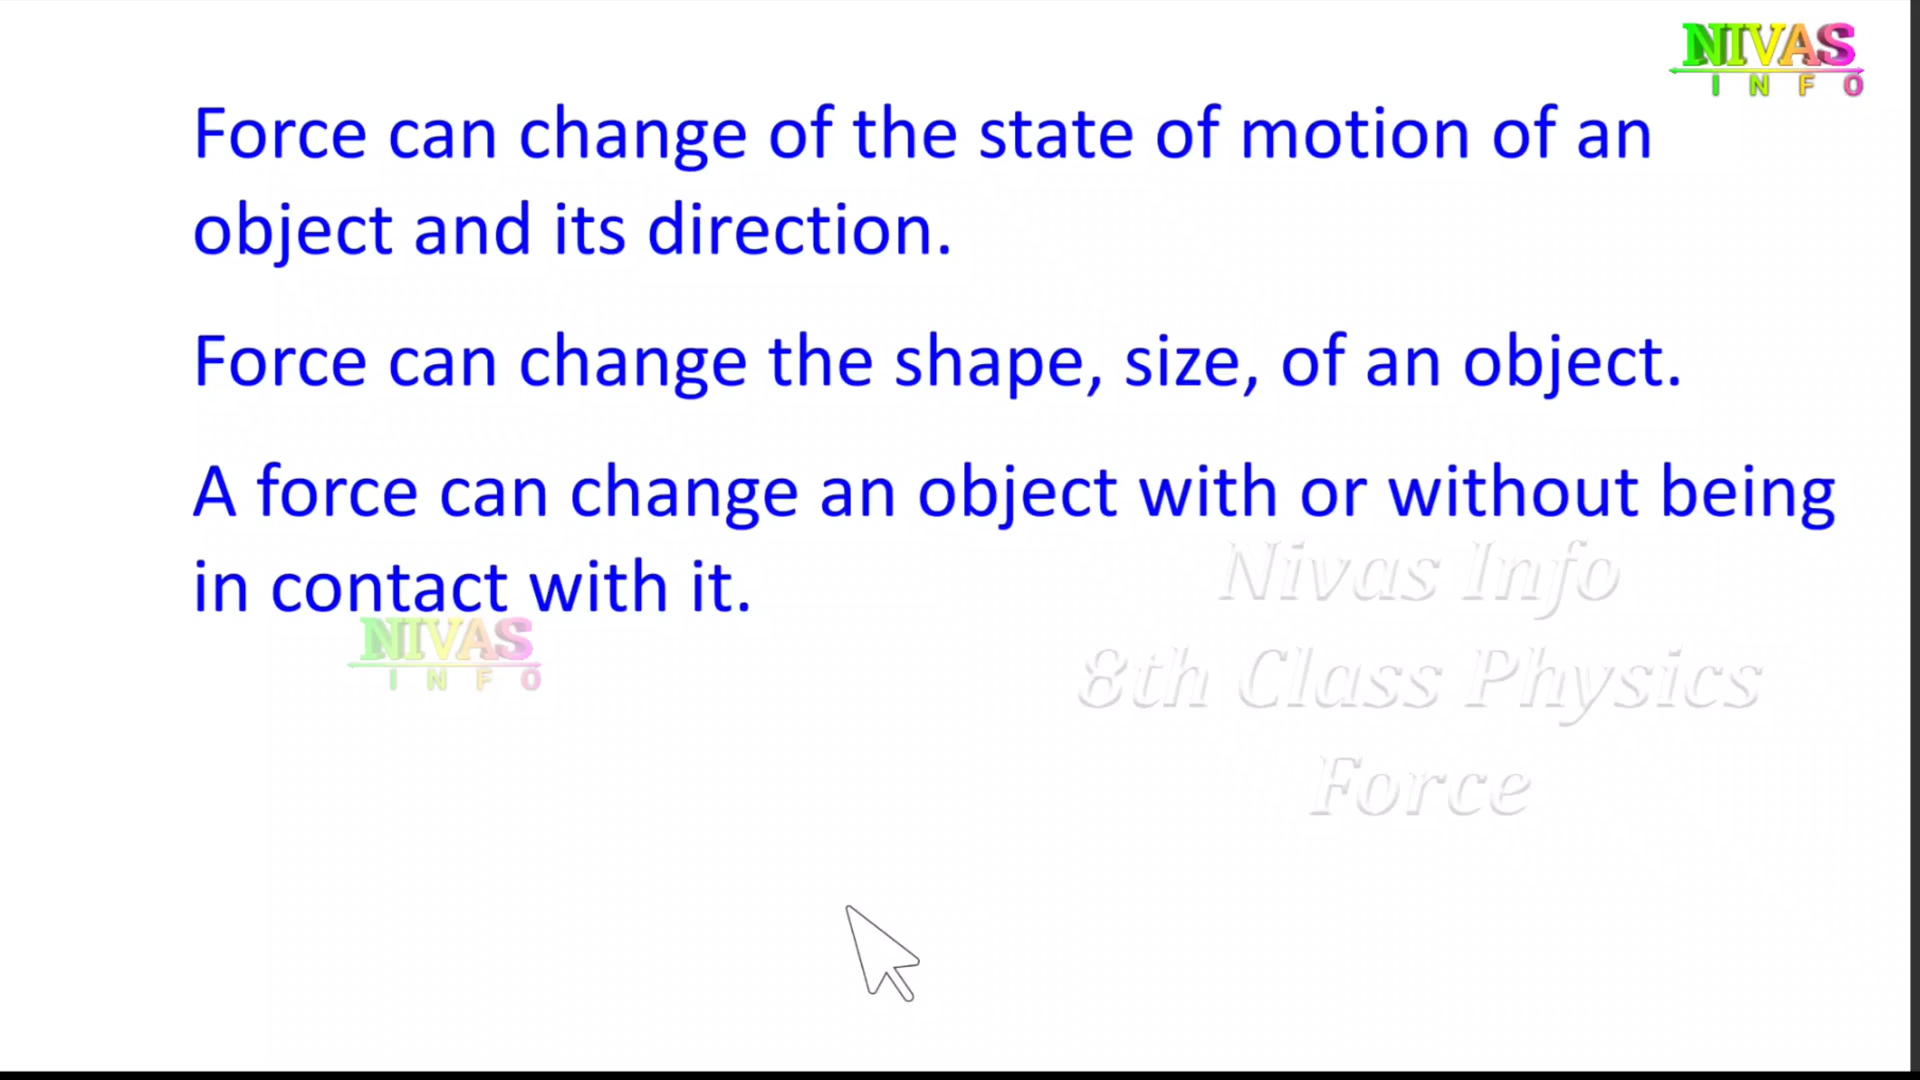 NIVAS
I N F O
Force can change of the state of motion of an
object and its direction.
Force can change the shape, size, of an object.
A force can change an object with or without being
in contact with it.
NIVAS
I N F O
Nivas Info
8th Class Physics
Force